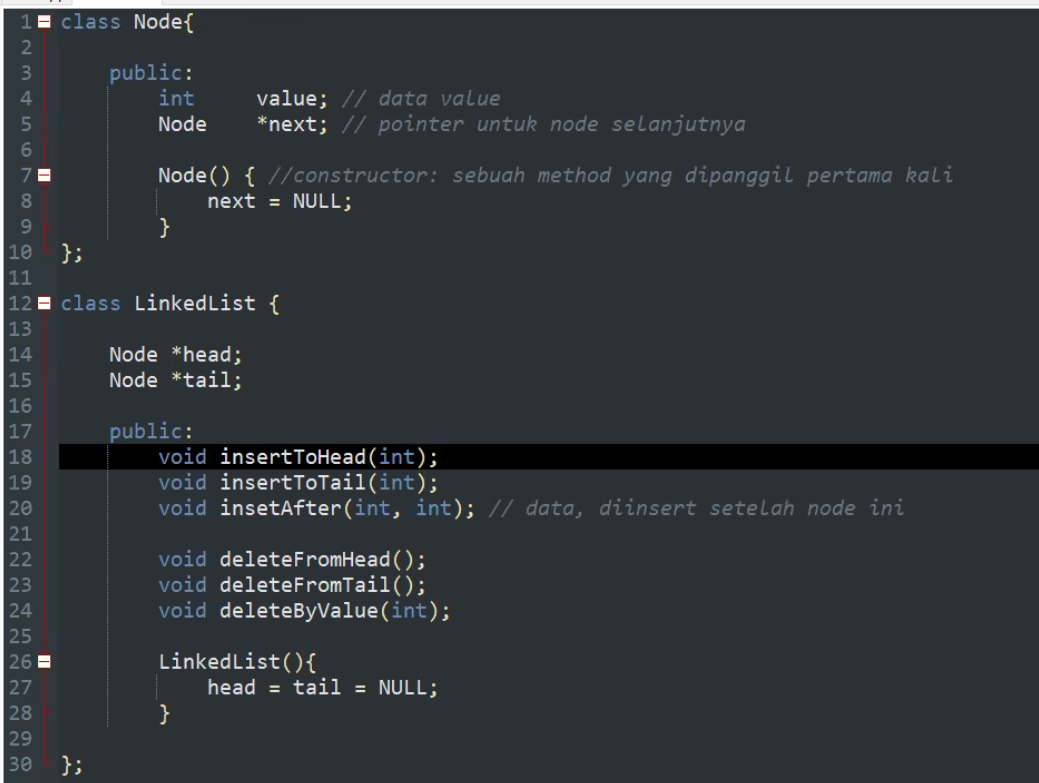 1 class Node{
2
3 public:
4 int value; // data value
5 Node *next; // pointer untuk node selanjutnya
6
7 Node() { //constructor: sebuah method yang dipanggil pertama kali
8 next = NULL;
9 }
10 };
11
12 class LinkedList {
13
14 Node *head;
15 Node *tail;
16
17 public:
18 void insertToHead(int);
19 void insertToTail(int);
20 void insetAfter(int, int); // data, diinsert setelah node ini
21
22 void deleteFromHead();
23 void deleteFromTail();
24 void deleteByValue(int);
25
26 LinkedList(){
27 head = tail = NULL;
28 }
29
30 };